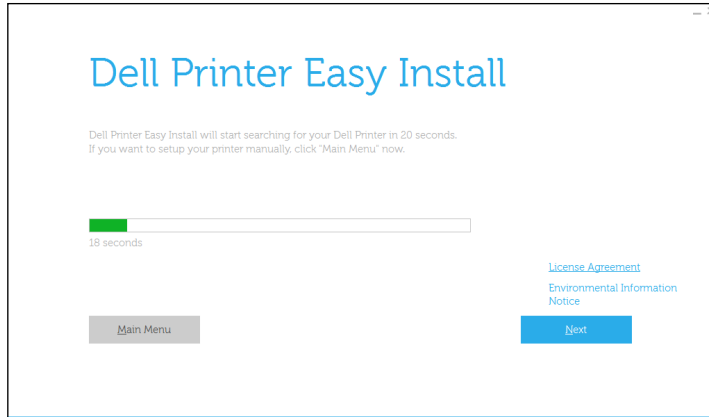 Dell Printer Easy Install
Dell Printer Easy Install will start searching for your Dell Printer in 20 seconds.
If you want to setup your printer manually, click "Main Menu" now.
18 seconds
License Agreement
Environmental Information
Notice
Main Menu
Next